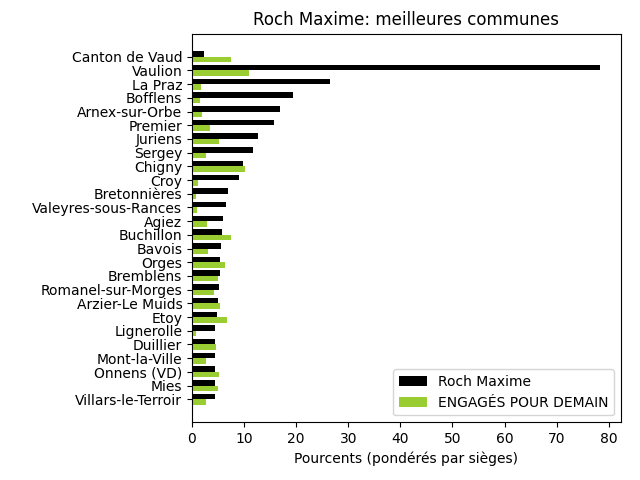 Roch Maxime: meilleures communes
Canton de Vaud
Vaulion
La Praz
Bofflens
Arnex-sur-Orbe
Premier
Juriens
Sergey
Chigny
Croy
Bretonnières
Valeyres-sous-Rances
Agiez
Buchillon
Bavois
Orges
Bremblens
Romanel-sur-Morges
Arzier-Le Muids
Etoy
Lignerolle
Duillier
Mont-la-Ville
Onnens (VD)
Mies
Villars-le-Terroir
Roch Maxime
ENGAGÉS POUR DEMAIN
0 10 20 30 40 50 60 70 80
Pourcents (pondérés par sièges)